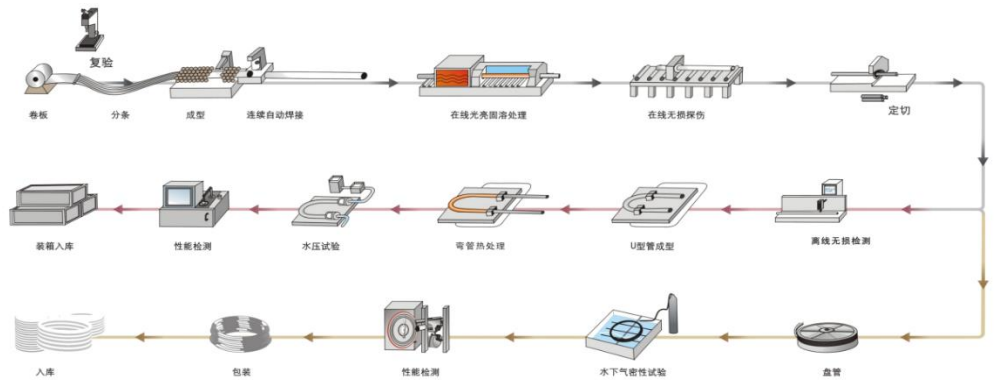 复验
卷板
分条
成型
连续自动焊接
在线光亮固溶处理
在线无损探伤
定切
装箱入库
性能检测
水压试验
弯管热处理
U型管成型
离线无损检测
入库
包装
性能检测
水下气密性试验
盘管